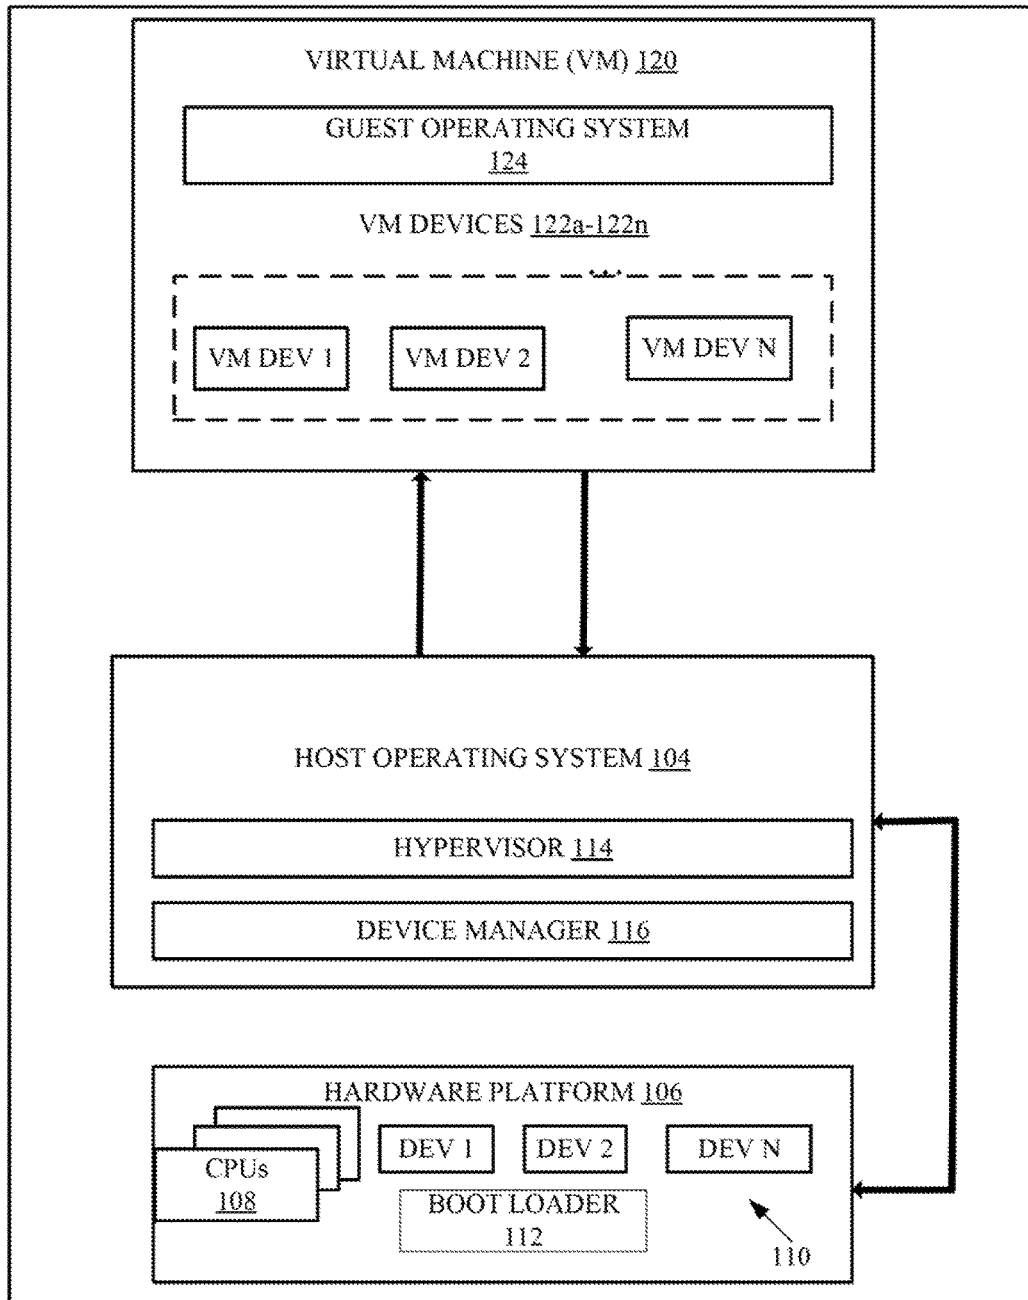 VIRTUAL MACHINE (VM) 120
GUEST OPERATING SYSTEM
124
VM DEVICES 122a-122n
...
VM DEV 1
VM DEV 2
VM DEV N
HOST OPERATING SYSTEM 104
HYPERVISOR 114
DEVICE MANAGER 116
HARDWARE PLATFORM 106
DEV 1
DEV 2
DEV N
CPUs
108
BOOT LOADER
112
110